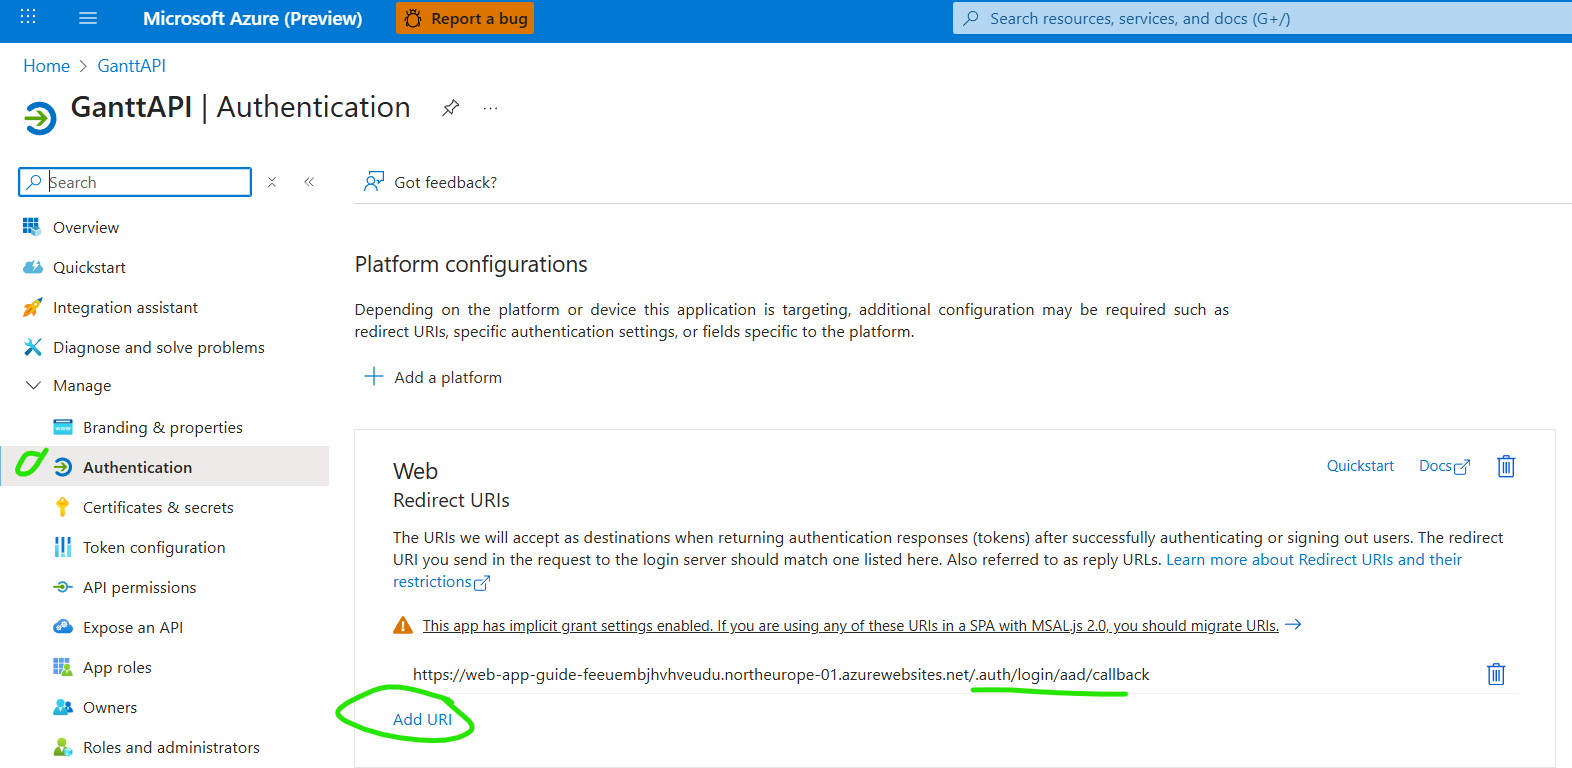 Microsoft Azure (Preview)
Report a bug
Search resources, services, and docs (G+/)
Home > GanttAPI
GanttAPI | Authentication
Search
Got feedback?
Overview
Quickstart
Integration assistant
Diagnose and solve problems
Manage
Branding & properties
Authentication
Certificates & secrets
Token configuration
API permissions
Expose an API
App roles
Owners
Roles and administrators
Platform configurations
Depending on the platform or device this application is targeting, additional configuration may be required such as
redirect URIs, specific authentication settings, or fields specific to the platform.
Add a platform
Web
Quickstart
Docs
Redirect URIs
The URIs we will accept as destinations when returning authentication responses (tokens) after successfully authenticating or signing out users. The redirect
URI you send in the request to the login server should match one listed here. Also referred to as reply URLs. Learn more about Redirect URIs and their
restrictions
This app has implicit grant settings enabled. If you are using any of these URIs in a SPA with MSAL.js 2.0, you should migrate URIs.
https://web-app-guide-feeuembjhvhveudu.northeurope-01.azurewebsites.net/.auth/login/aad/callback
Add URI